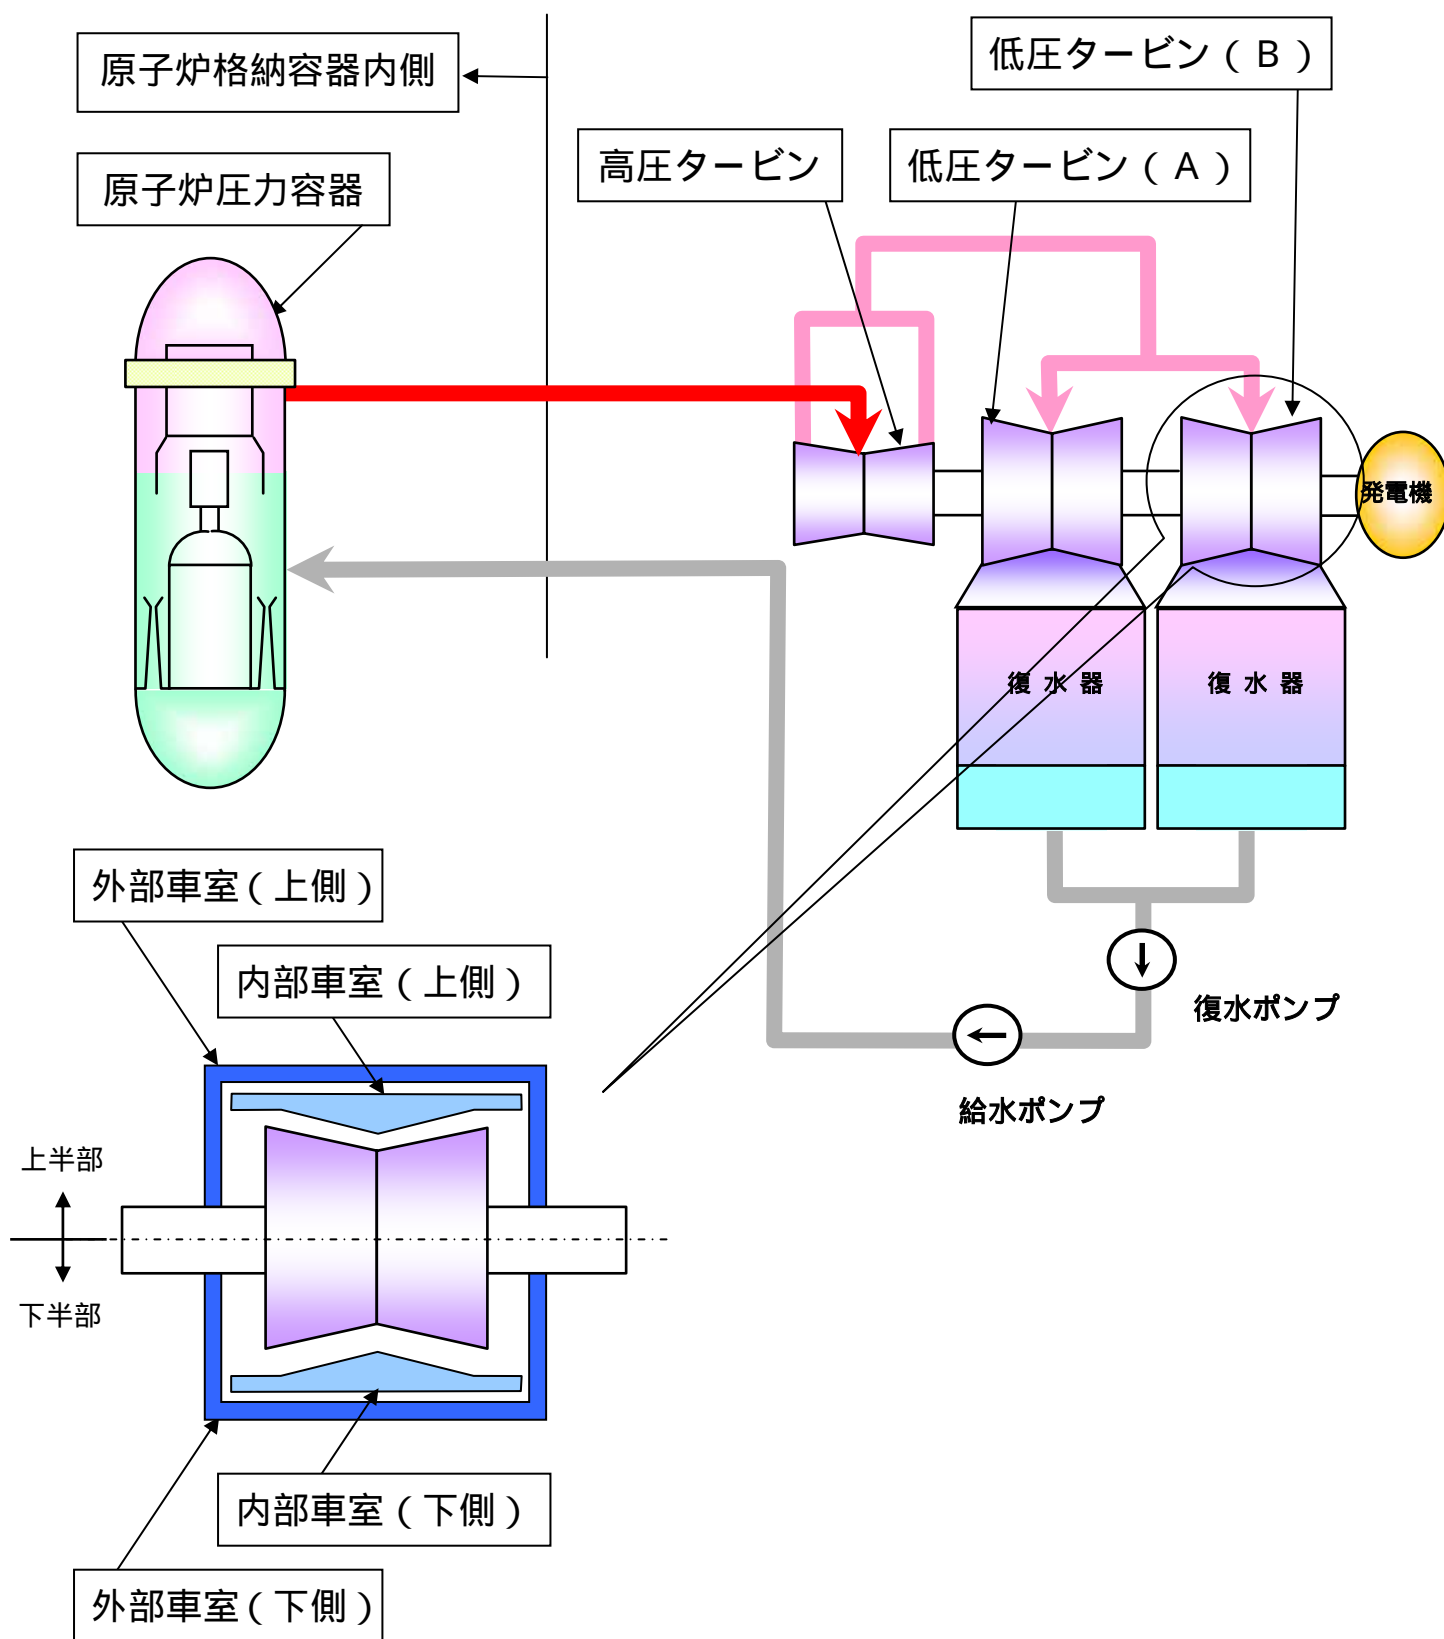 原子炉格納容器内側
低圧タービン(B)
原子炉圧力容器
高圧タービン
低圧タービン(A)
発電機
復水器
復水器
外部車室(上側)
内部車室(上側)
復水ポンプ
給水ポンプ
上半部
下半部
内部車室(下側)
外部車室(下側)